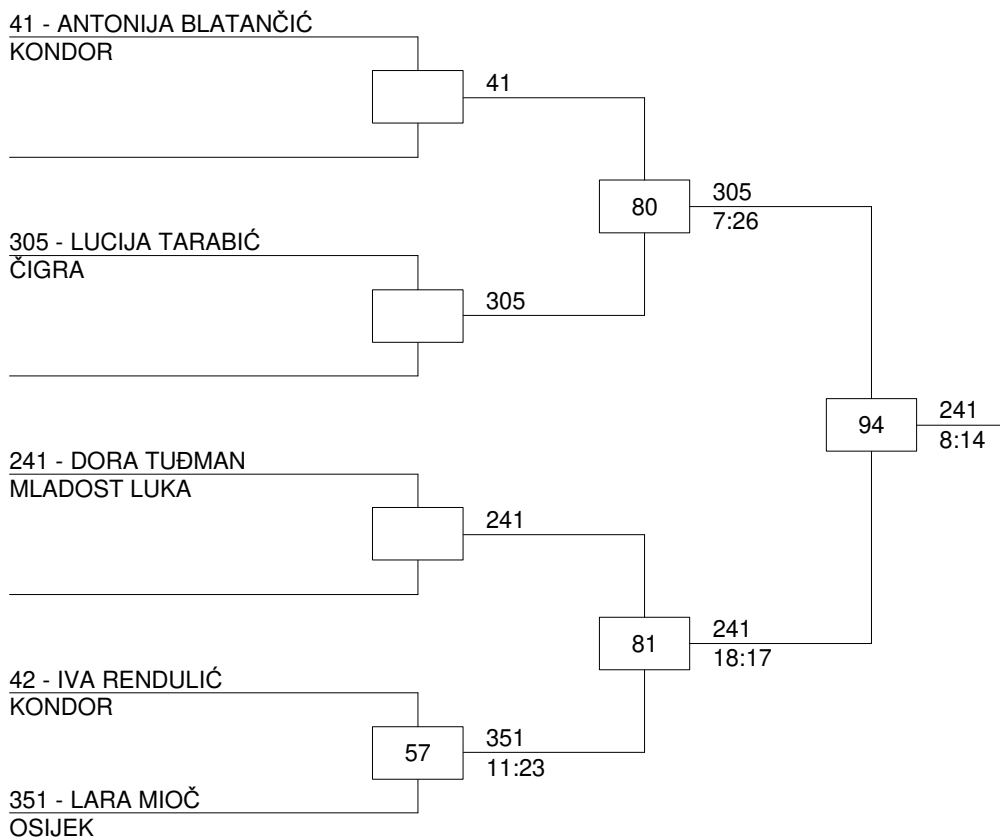 41 - ANTONIJA BLATANČIĆ
KONDOR
41
80
305
7:26
305 - LUCIJA TARABIĆ
ČIGRA
305
94
241
8:14
241 - DORA TUĐMAN
MLADOST LUKA
241
81
241
18:17
42 - IVA RENDULIĆ
KONDOR
57
351
11:23
351 - LARA MIOČ
OSIJEK